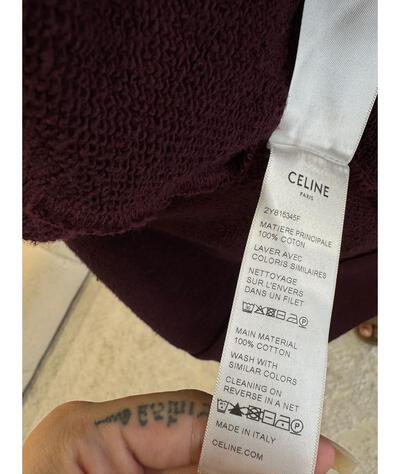 CELINE
PARIS
2Y816345F
MATIERE PRINCIPALE
100% COTON
LAVER AVEC
COLORIS SIMILAIRES
NETTOYAGE
SUR L'ENVERS
DANS UN FILET
MAIN MATERIAL
100% COTTON
WASH WITH
SIMILAR COLORS
CLEANING ON
REVERSE IN A NET
MADE IN ITALY
CELINE.COM